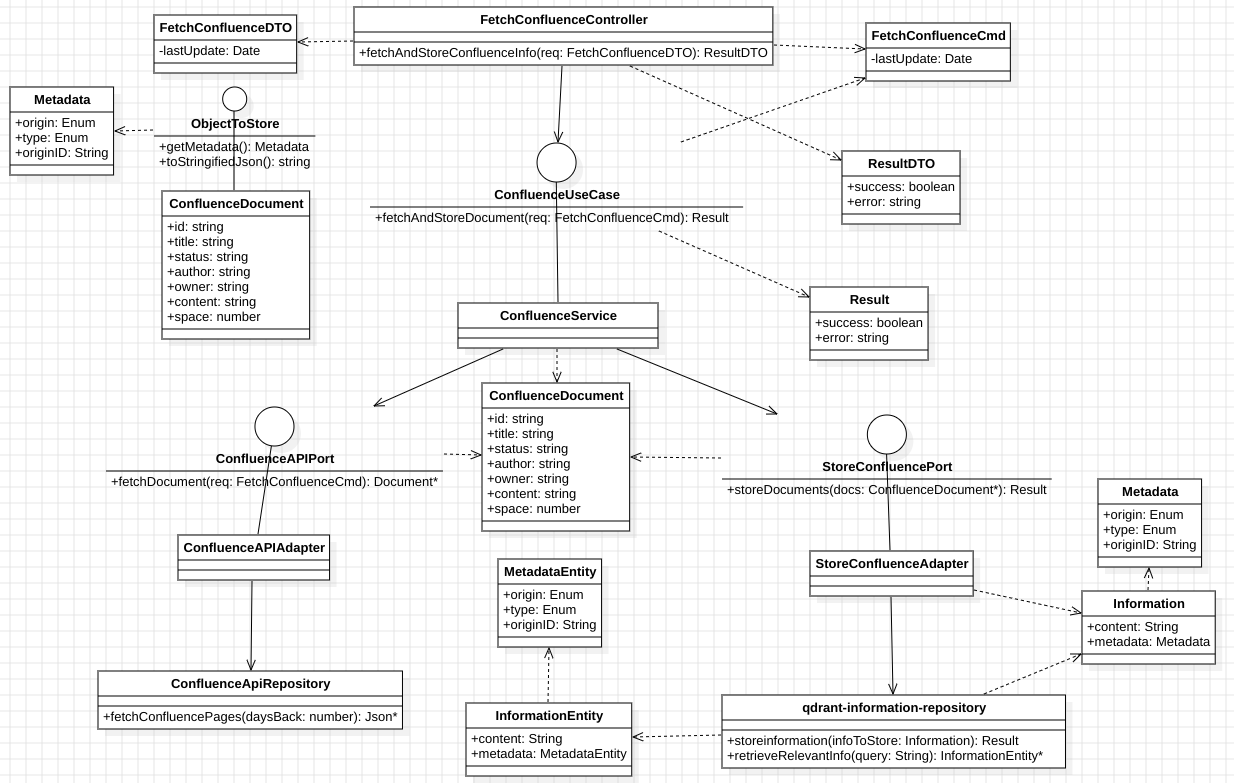 FetchConfluenceDTO
-lastUpdate: Date
FetchConfluenceController
+fetchAndStoreConfluenceInfo(req: FetchConfluenceDTO): ResultDTO
FetchConfluenceCmd
-lastUpdate: Date
Metadata
+origin: Enum
+type: Enum
+originID: String
ObjectToStore
+getMetadata(): Metadata
+toStringifiedJson(): string
ConfluenceDocument
+id: string
+title: string
+status: string
+author: string
+owner: string
+content: string
+space: number
ConfluenceUseCase
+fetchAndStoreDocument(req: FetchConfluenceCmd): Result
ResultDTO
+success: boolean
+error: string
Result
+success: boolean
+error: string
ConfluenceService
ConfluenceAPIPort
+fetchDocument(req: FetchConfluenceCmd): Document*
ConfluenceDocument
+id: string
+title: string
+status: string
+author: string
+owner: string
+content: string
+space: number
StoreConfluencePort
+storeDocuments(docs: ConfluenceDocument*): Result
Metadata
+origin: Enum
+type: Enum
+originID: String
ConfluenceAPIAdapter
MetadataEntity
+origin: Enum
+type: Enum
+originID: String
StoreConfluenceAdapter
Information
+content: String
+metadata: Metadata
ConfluenceApiRepository
+fetchConfluencePages(daysBack: number): Json*
InformationEntity
+content: String
+metadata: MetadataEntity
qdrant-information-repository
+storeinformation(infoToStore: Information): Result
+retrieveRelevantInfo(query: String): InformationEntity*